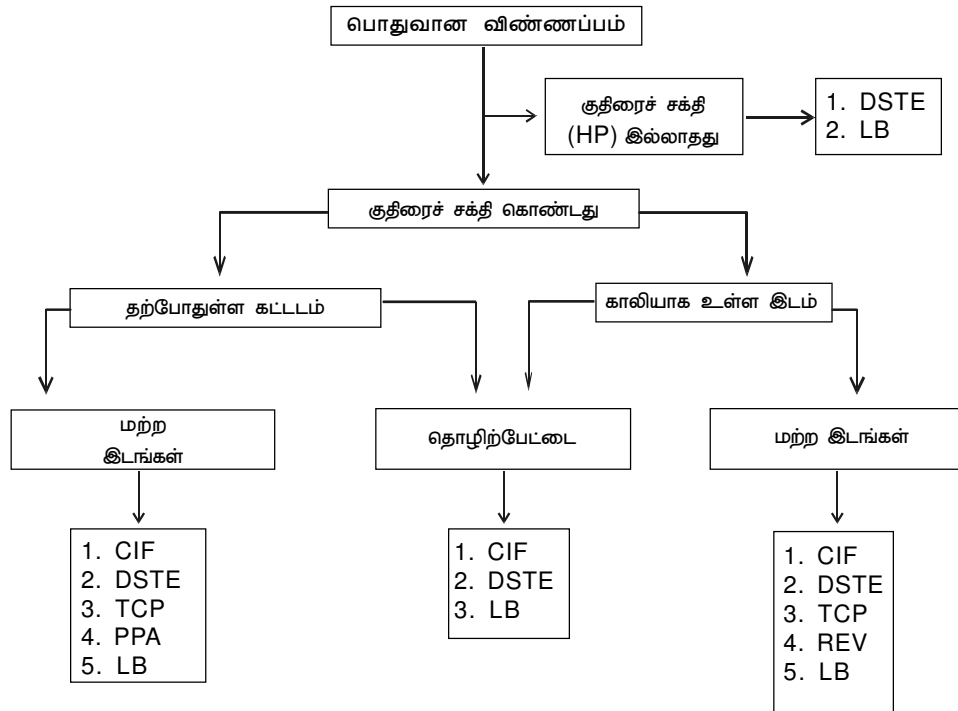 பொதுவான விண்ணப்பம்
குதிரைச் சக்தி
(HP) இல்லாதது
1. DSTE
2. LB
குதிரைச் சக்தி கொண்டது
தற்போதுள்ள கட்டடம்
காலியாக உள்ள இடம்
மற்ற
இடங்கள்
தொழிற்பேட்டை
மற்ற இடங்கள்
1. CIF
2. DSTE
3. TCP
4. PPA
5. LB
1. CIF
2. DSTE
3. LB
1. CIF
2. DSTE
3. TCP
4. REV
5. LB